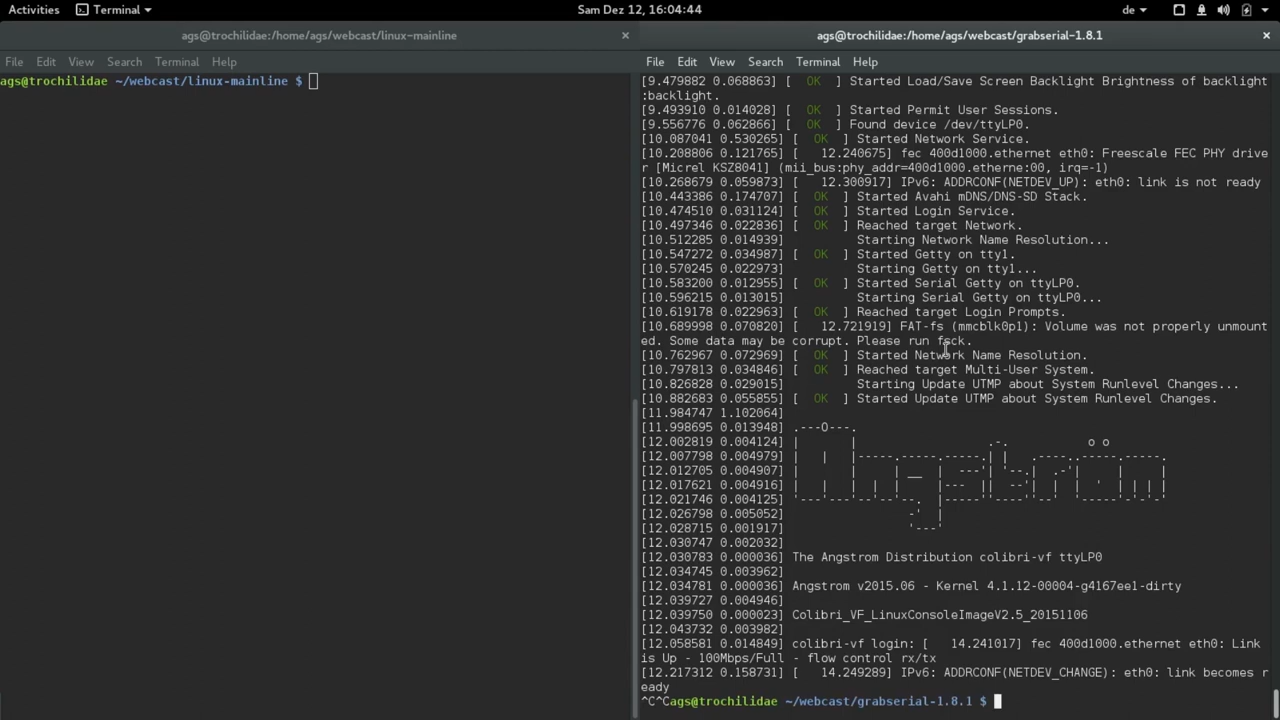 Activities Terminal Sam Dez 12, 16:04:44 de
ags@trochilidae:/home/ags/webcast/linux-mainline ×
File Edit View Search Terminal Help
ags@trochilidae ~/webcast/linux-mainline $
ags@trochilidae:/home/ags/webcast/grabserial-1.8.1 ×
File Edit View Search Terminal Help
[9.479882 0.068863] [ OK ] Started Load/Save Screen Backlight Brightness of backlight
:backlight.
[9.493910 0.014028] [ OK ] Started Permit User Sessions.
[9.556776 0.062866] [ OK ] Found device /dev/ttyLP0.
[10.087041 0.530265] [ OK ] Started Network Service.
[10.208806 0.121765] [ 12.240675] fec 400d1000.ethernet eth0: Freescale FEC PHY drive
r [Micrel KSZ8041] (mii_bus:phy_addr=400d1000.etherne:00, irq=-1)
[10.268679 0.059873] [ 12.300917] IPv6: ADDRCONF(NETDEV_UP): eth0: link is not ready
[10.443386 0.174707] [ OK ] Started Avahi mDNS/DNS-SD Stack.
[10.474510 0.031124] [ OK ] Started Login Service.
[10.497346 0.022836] [ OK ] Reached target Network.
[10.512285 0.014939] Starting Network Name Resolution...
[10.547272 0.034987] [ OK ] Started Getty on tty1.
[10.570245 0.022973] Starting Getty on tty1...
[10.583200 0.012955] [ OK ] Started Serial Getty on ttyLP0.
[10.596215 0.013015] Starting Serial Getty on ttyLP0...
[10.619178 0.022963] [ OK ] Reached target Login Prompts.
[10.689998 0.070820] [ 12.721919] FAT-fs (mmcblk0p1): Volume was not properly unmount
ed. Some data may be corrupt. Please run fsck.
[10.762967 0.072969] [ OK ] Started Network Name Resolution.
[10.797813 0.034846] [ OK ] Reached target Multi-User System.
[10.826828 0.029015] Starting Update UTMP about System Runlevel Changes...
[10.882683 0.055855] [ OK ] Started Update UTMP about System Runlevel Changes.
[11.984747 1.102064]
[11.998695 0.013948] .---O---.
[12.002819 0.004124] | | .-. o o
[12.007798 0.004979] | | |-----.-----.-----.| | .----..-----.-----.
[12.012705 0.004907] | | | __ | ---'| '--.| .-'| | |
[12.017621 0.004916] | | | | | |--- || --'| | | ' | | | |
[12.021746 0.004125] '---'---'--'--'--. |-----''----''--' '-----'-'-'-'
[12.026798 0.005052] -' |
[12.028715 0.001917] '---'
[12.030747 0.002032]
[12.030783 0.000036] The Angstrom Distribution colibri-vf ttyLP0
[12.034745 0.003962]
[12.034781 0.000036] Angstrom v2015.06 - Kernel 4.1.12-00004-g4167ee1-dirty
[12.039727 0.004946]
[12.039750 0.000023] Colibri_VF_LinuxConsoleImageV2.5_20151106
[12.043732 0.003982]
[12.058581 0.014849] colibri-vf login: [ 14.241017] fec 400d1000.ethernet eth0: Link
is Up - 100Mbps/Full - flow control rx/tx
[12.217312 0.158731] [ 14.249289] IPv6: ADDRCONF(NETDEV_CHANGE): eth0: link becomes r
eady
^C^Cags@trochilidae ~/webcast/grabserial-1.8.1 $